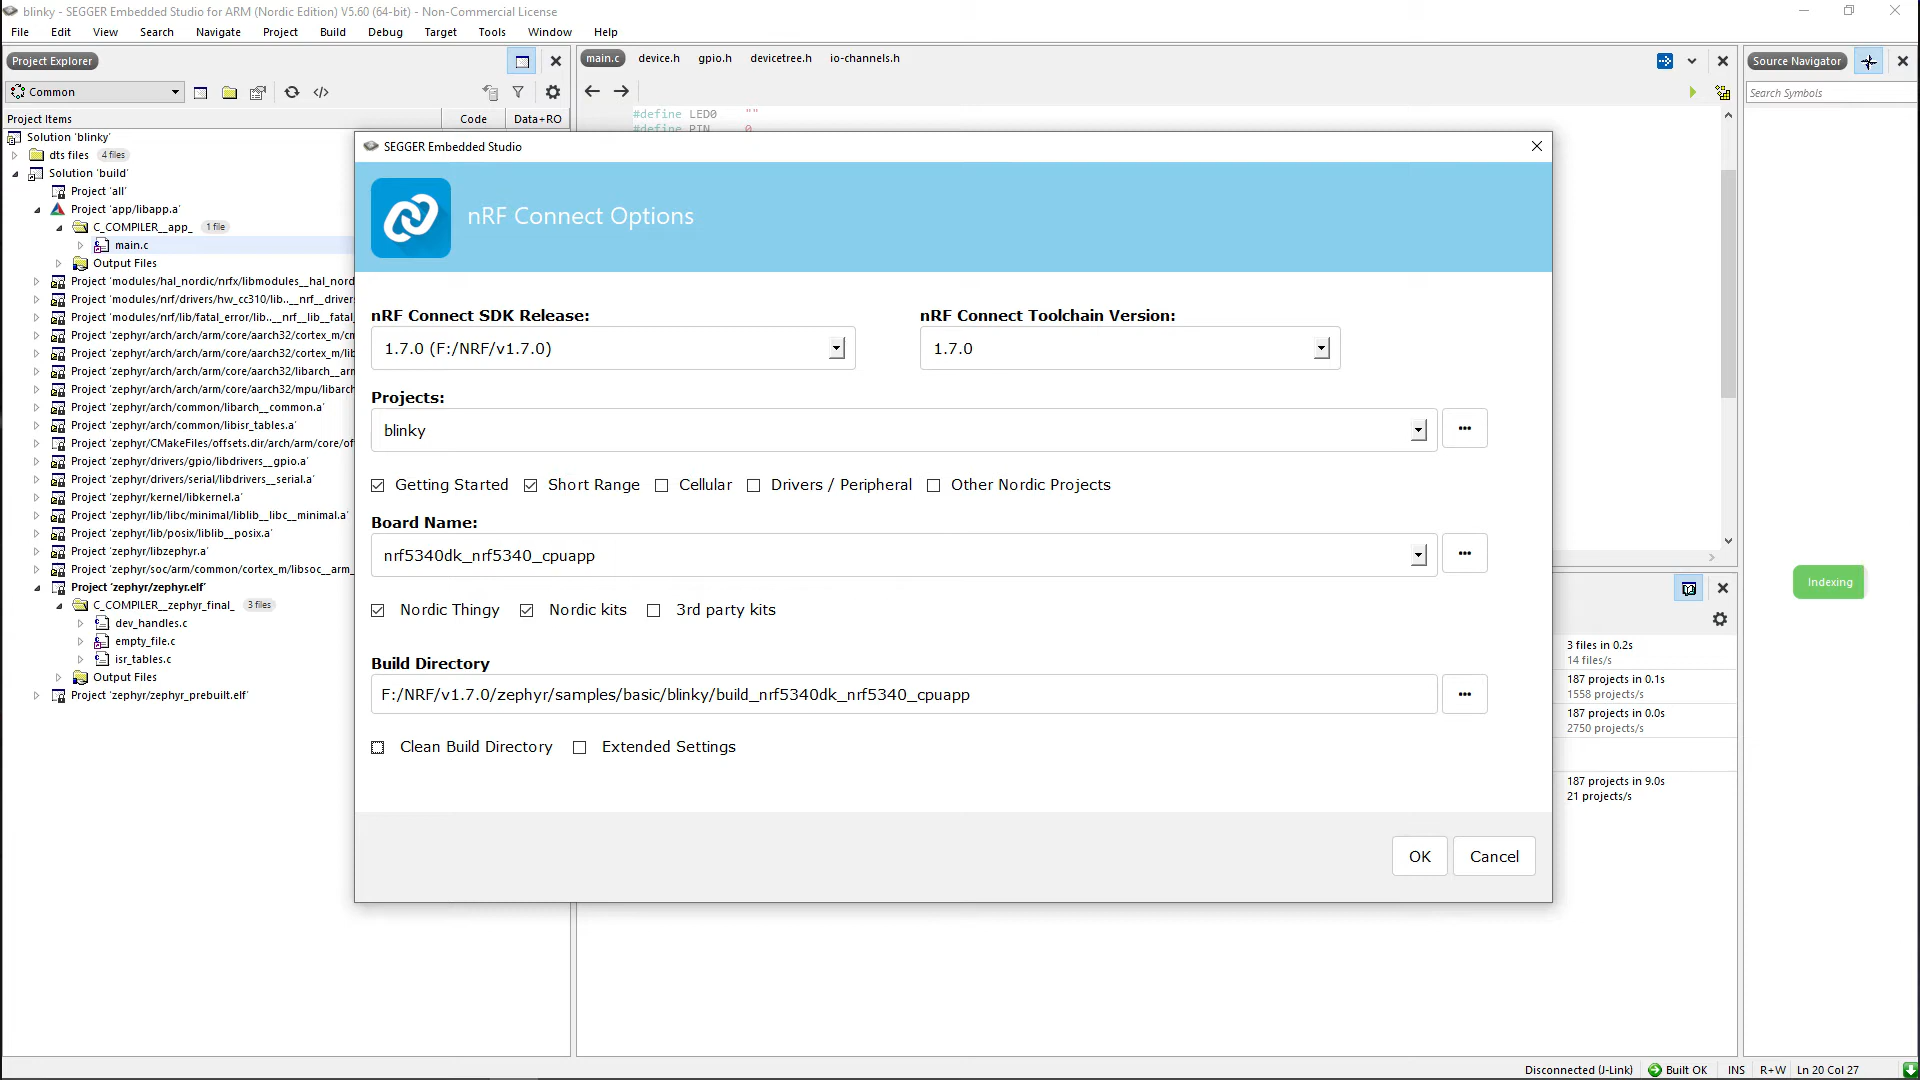 blinky - SEGGER Embedded Studio for ARM (Nordic Edition) V5.60 (64-bit) - Non-Commercial License
File Edit View Search Navigate Project Build Debug Target Tools Window Help
Project Explorer
Common
Project Items Code Data+RO
Solution 'blinky'
dts files 4 files
Solution 'build'
Project 'all'
Project 'app/libapp.a'
C_COMPILER__app_ 1 file
main.c
Output Files
Project 'modules/hal_nordic/nrfx/libmodules__hal_nord
Project 'modules/nrf/drivers/hw_cc310/lib..__nrf__driver
Project 'modules/nrf/lib/fatal_error/lib..__nrf__lib__fatal_
Project 'zephyr/arch/arch/arm/core/aarch32/cortex_m/cm
Project 'zephyr/arch/arch/arm/core/aarch32/cortex_m/lib
Project 'zephyr/arch/arch/arm/core/aarch32/libarch__arm
Project 'zephyr/arch/arch/arm/core/aarch32/mpu/libarch
Project 'zephyr/arch/common/libarch__common.a'
Project 'zephyr/arch/common/libisr_tables.a'
Project 'zephyr/CMakeFiles/offsets.dir/arch/arm/core/of
Project 'zephyr/drivers/gpio/libdrivers__gpio.a'
Project 'zephyr/drivers/serial/libdrivers__serial.a'
Project 'zephyr/kernel/libkernel.a'
Project 'zephyr/lib/libc/minimal/liblib__libc__minimal.a'
Project 'zephyr/lib/posix/liblib__posix.a'
Project 'zephyr/libzephyr.a'
Project 'zephyr/soc/arm/common/cortex_m/libsoc__arm_
Project 'zephyr/zephyr.elf'
C_COMPILER__zephyr_final_ 3 files
dev_handles.c
empty_file.c
isr_tables.c
Output Files
Project 'zephyr/zephyr_prebuilt.elf'
main.c device.h gpio.h devicetree.h io-channels.h
#define LED0 ""
#define PIN 0
Source Navigator
Search Symbols
SEGGER Embedded Studio
nRF Connect Options
nRF Connect SDK Release: nRF Connect Toolchain Version:
1.7.0 (F:/NRF/v1.7.0) 1.7.0
Projects:
blinky
Getting Started Short Range Cellular Drivers / Peripheral Other Nordic Projects
Board Name:
nrf5340dk_nrf5340_cpuapp
Nordic Thingy Nordic kits 3rd party kits
Build Directory
F:/NRF/v1.7.0/zephyr/samples/basic/blinky/build_nrf5340dk_nrf5340_cpuapp
Clean Build Directory Extended Settings
OK Cancel
Indexing
3 files in 0.2s
14 files/s
187 projects in 0.1s
1558 projects/s
187 projects in 0.0s
2750 projects/s
187 projects in 9.0s
21 projects/s
Disconnected (J-Link) Built OK INS R+W Ln 20 Col 27